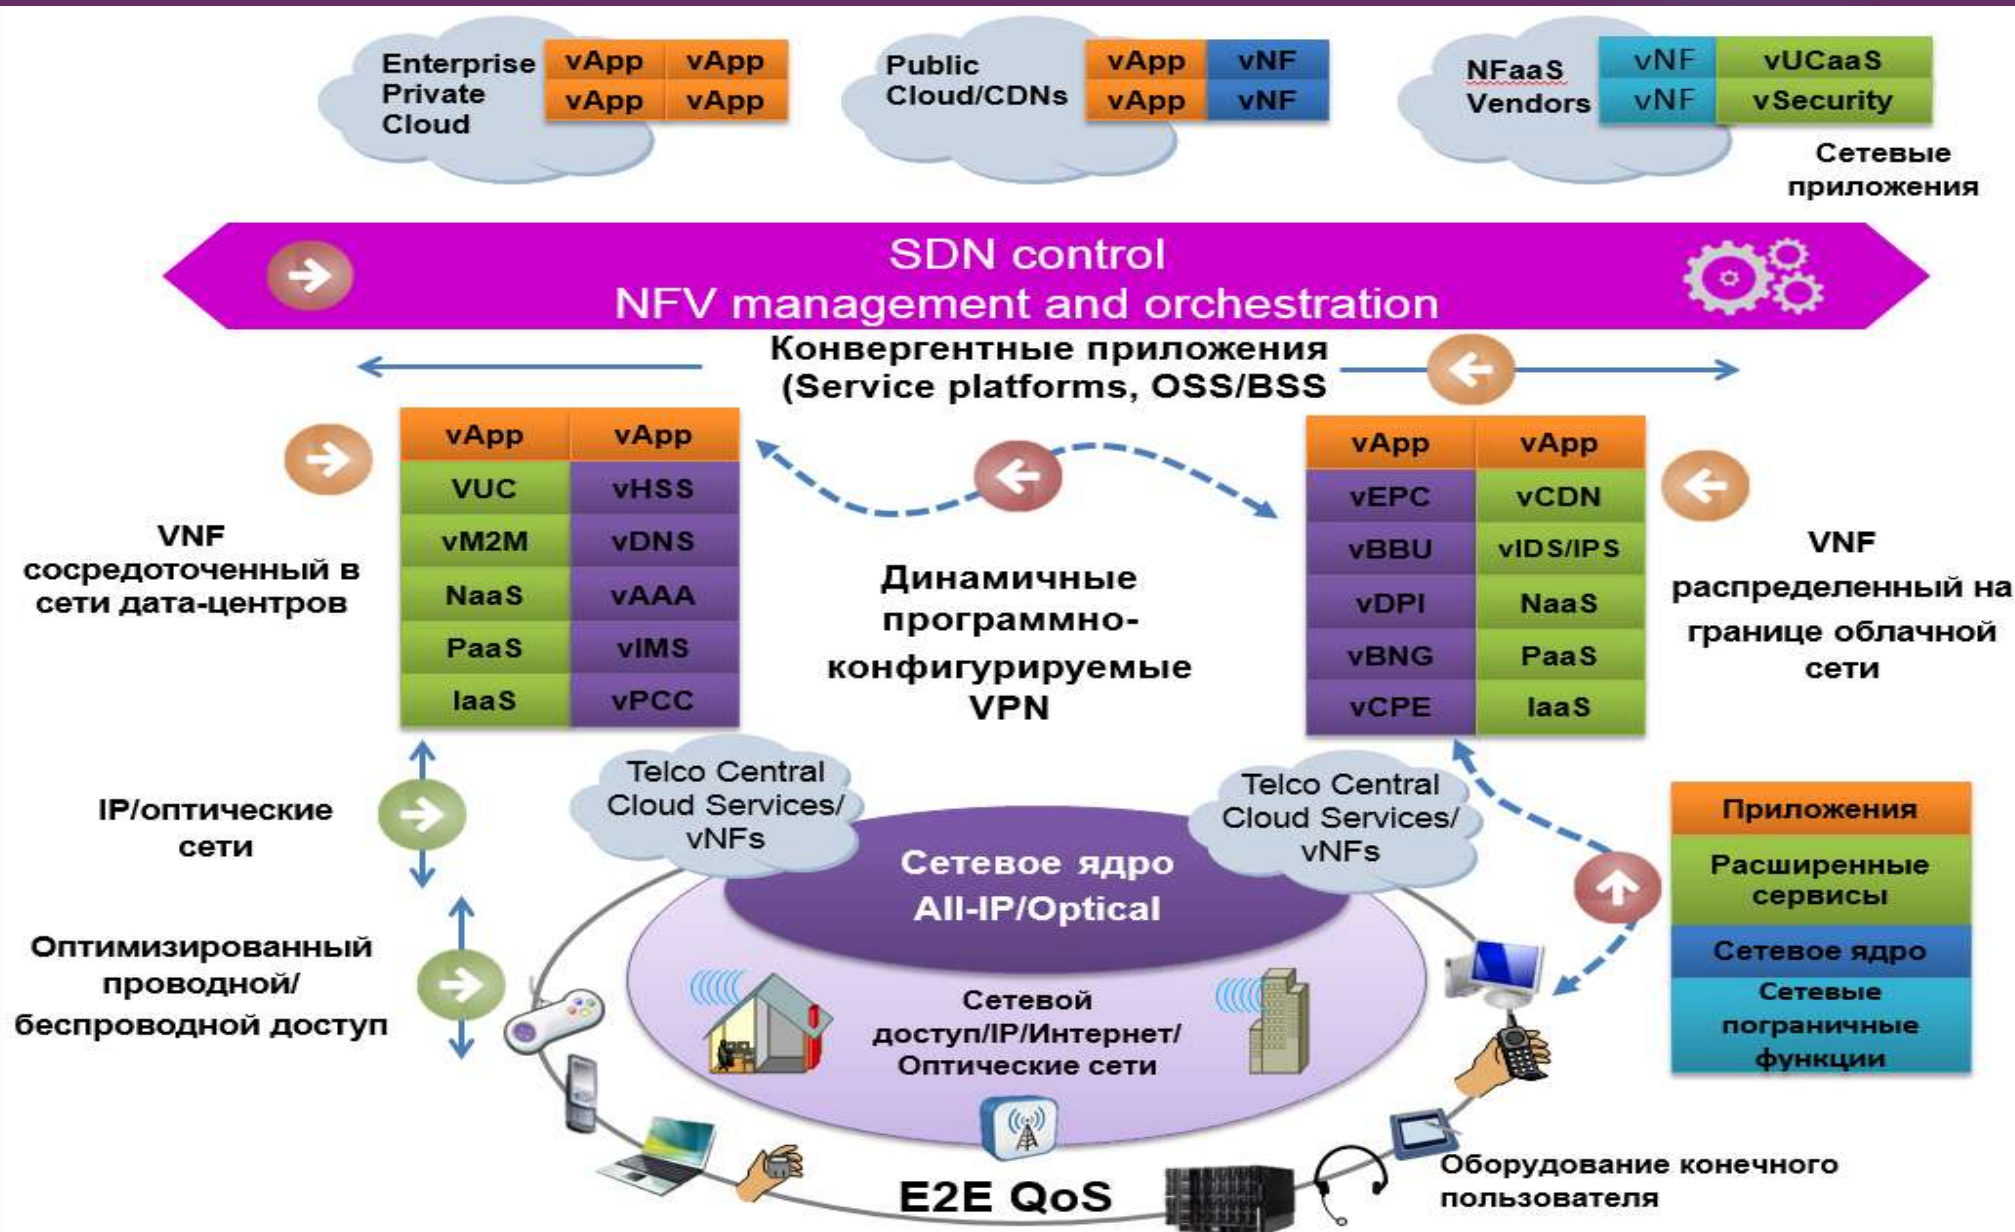 Enterprise
Private
Cloud
vApp vApp
vApp vApp
Public
Cloud/CDNs
vApp vNF
vApp vNF
NFaaS
Vendors
vNF vUCaaS
vNF vSecurity
Сетевые
приложения
SDN control
NFV management and orchestration
Конвергентные приложения
(Service platforms, OSS/BSS
VNF
сосредоточенный в
сети дата-центров
vApp vApp
VUC vHSS
vM2M vDNS
NaaS vAAA
PaaS vIMS
IaaS vPCC
Динамичные
программно-
конфигурируемые
VPN
vApp vApp
vEPC vCDN
vBBU vIDS/IPS
vDPI NaaS
vBNG PaaS
vCPE IaaS
VNF
распределенный на
границе облачной
сети
IP/оптические
сети
Оптимизированный
проводной/
беспроводной доступ
Telco Central
Cloud Services/
vNFs
Telco Central
Cloud Services/
vNFs
Сетевое ядро
All-IP/Optical
Сетевой
доступ/IP/Интернет/
Оптические сети
E2E QoS
Приложения
Расширенные
сервисы
Сетевое ядро
Сетевые
пограничные
функции
Оборудование конечного
пользователя